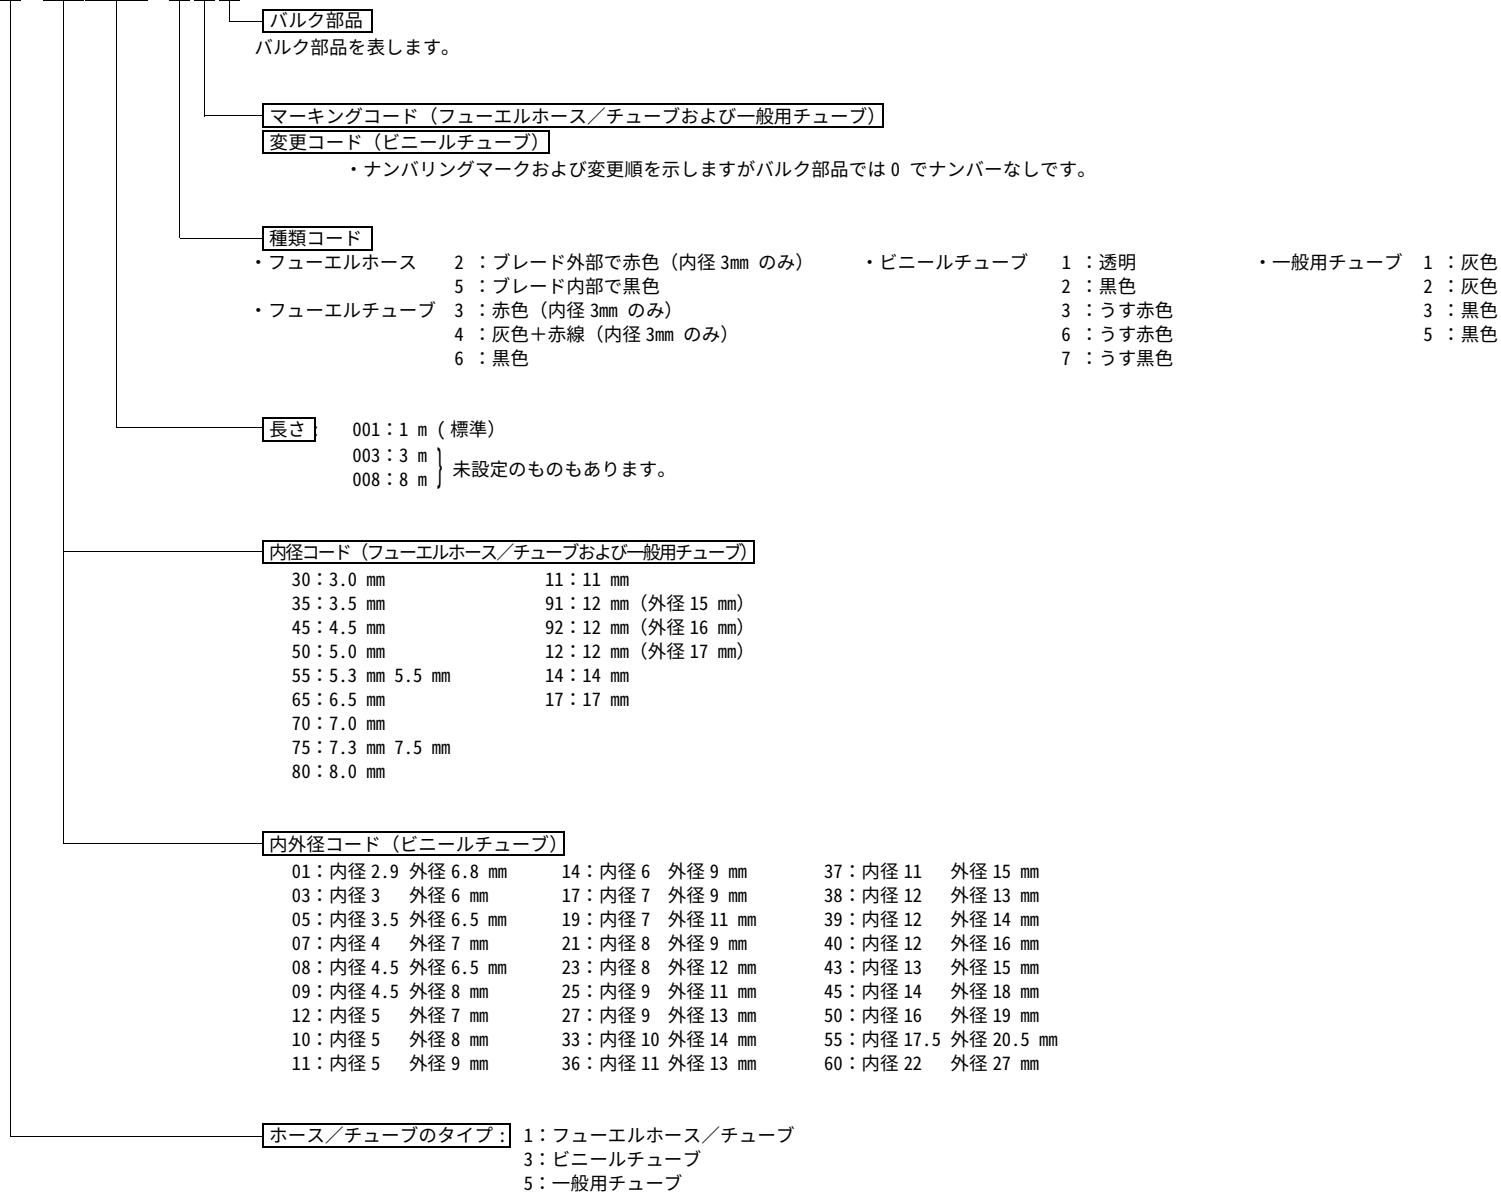 バルク部品
バルク部品を表します。
マーキングコード（フューエルホース／チューブおよび一般用チューブ）
変更コード（ビニールチューブ）
・ナンバリングマークおよび変更順を示しますがバルク部品では 0 でナンバーなしです。
種類コード
・フューエルホース 2 ：ブレード外部で赤色（内径 3mm のみ） ・ビニールチューブ 1 ：透明 ・一般用チューブ 1 ：灰色
5 ：ブレード内部で黒色 2 ：黒色 2 ：灰色
・フューエルチューブ 3 ：赤色（内径 3mm のみ） 3 ：うす赤色 3 ：黒色
4 ：灰色＋赤線（内径 3mm のみ） 6 ：うす赤色 5 ：黒色
6 ：黒色 7 ：うす黒色
長さ： 001：1 m ( 標準）
003：3 m
008：8 m } 未設定のものもあります。
内径コード（フューエルホース／チューブおよび一般用チューブ）
30：3.0 mm 11：11 mm
35：3.5 mm 91：12 mm（外径 15 mm）
45：4.5 mm 92：12 mm（外径 16 mm）
50：5.0 mm 12：12 mm（外径 17 mm）
55：5.3 mm 5.5 mm 14：14 mm
65：6.5 mm 17：17 mm
70：7.0 mm
75：7.3 mm 7.5 mm
80：8.0 mm
内外径コード（ビニールチューブ）
01：内径 2.9 外径 6.8 mm 14：内径 6 外径 9 mm 37：内径 11 外径 15 mm
03：内径 3 外径 6 mm 17：内径 7 外径 9 mm 38：内径 12 外径 13 mm
05：内径 3.5 外径 6.5 mm 19：内径 7 外径 11 mm 39：内径 12 外径 14 mm
07：内径 4 外径 7 mm 21：内径 8 外径 9 mm 40：内径 12 外径 16 mm
08：内径 4.5 外径 6.5 mm 23：内径 8 外径 12 mm 43：内径 13 外径 15 mm
09：内径 4.5 外径 8 mm 25：内径 9 外径 11 mm 45：内径 14 外径 18 mm
12：内径 5 外径 7 mm 27：内径 9 外径 13 mm 50：内径 16 外径 19 mm
10：内径 5 外径 8 mm 33：内径 10 外径 14 mm 55：内径 17.5 外径 20.5 mm
11：内径 5 外径 9 mm 36：内径 11 外径 13 mm 60：内径 22 外径 27 mm
ホース／チューブのタイプ： 1：フューエルホース／チューブ
3：ビニールチューブ
5：一般用チューブ